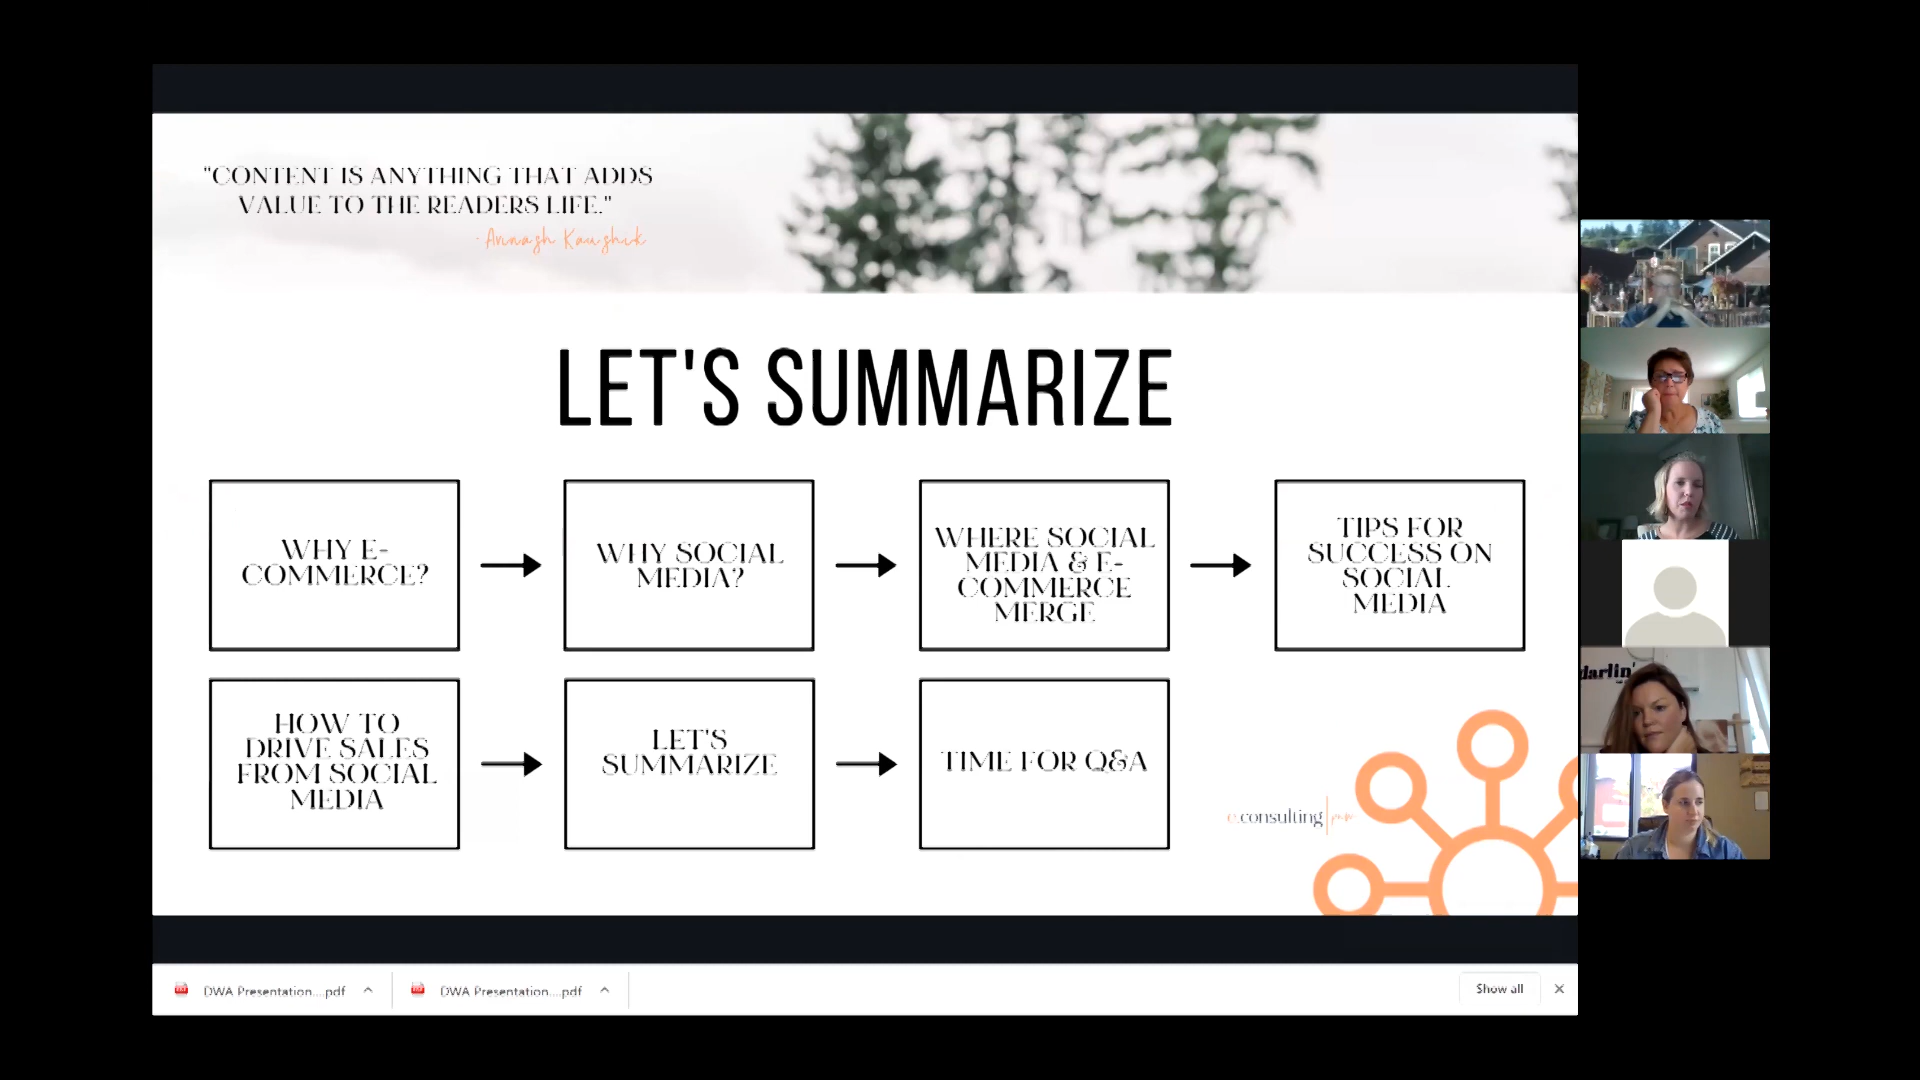 "CONTENT IS ANYTHING THAT ADDS
VALUE TO THE READERS LIFE."
- Avinash Kaushik
LET'S SUMMARIZE
WHY E-
COMMERCE?
WHY SOCIAL
MEDIA?
WHERE SOCIAL
MEDIA & E-
COMMERCE
MERGE
TIPS FOR
SUCCESS ON
SOCIAL
MEDIA
HOW TO
DRIVE SALES
FROM SOCIAL
MEDIA
LET'S
SUMMARIZE
TIME FOR Q&A
e.consulting
darlin'
DWA Presentation....pdf
DWA Presentation....pdf
Show all